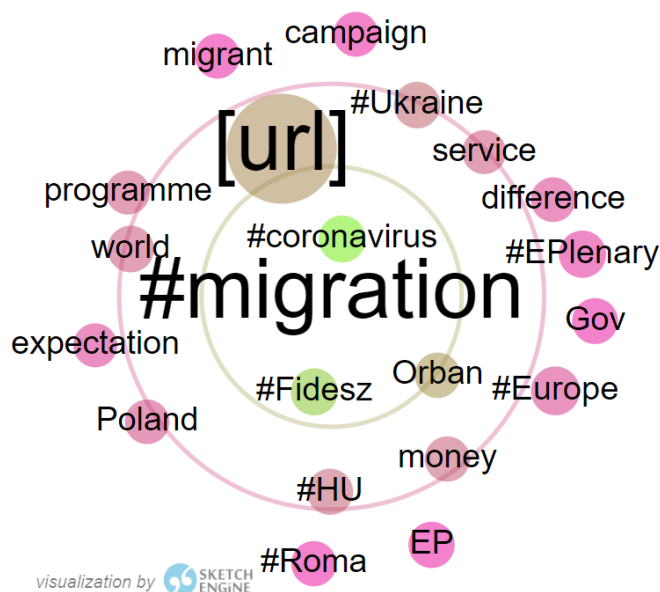 campaign
migrant
#Ukraine
[url]
service
programme
difference
#coronavirus
world
#EPlenary
#migration
Gov
expectation
Orban
#Fidesz
#Europe
Poland
money
#HU
EP
#Roma
visualization by SKETCH
ENGINE